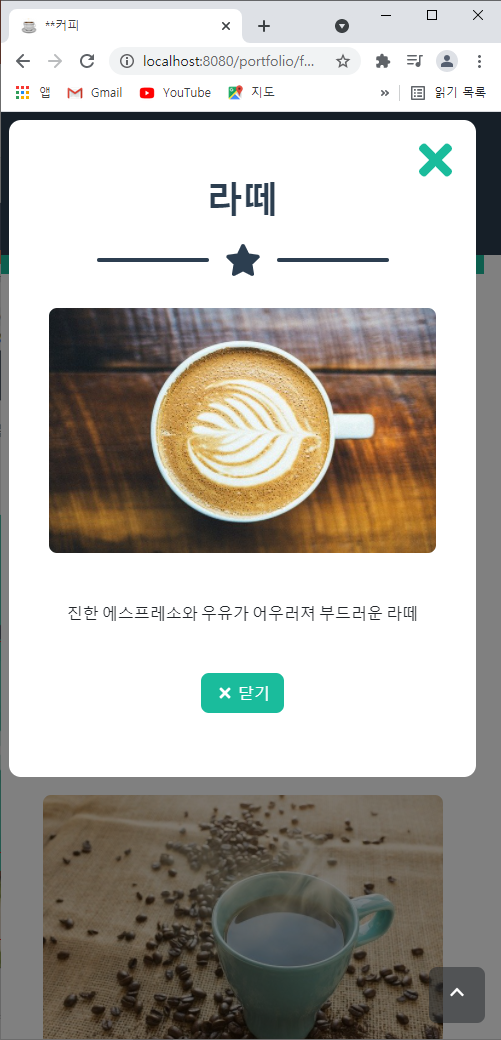 **커피
localhost:8080/portfolio/f...
앱 Gmail YouTube 지도 » 읽기 목록
라떼
진한 에스프레소와 우유가 어우러져 부드러운 라떼
닫기